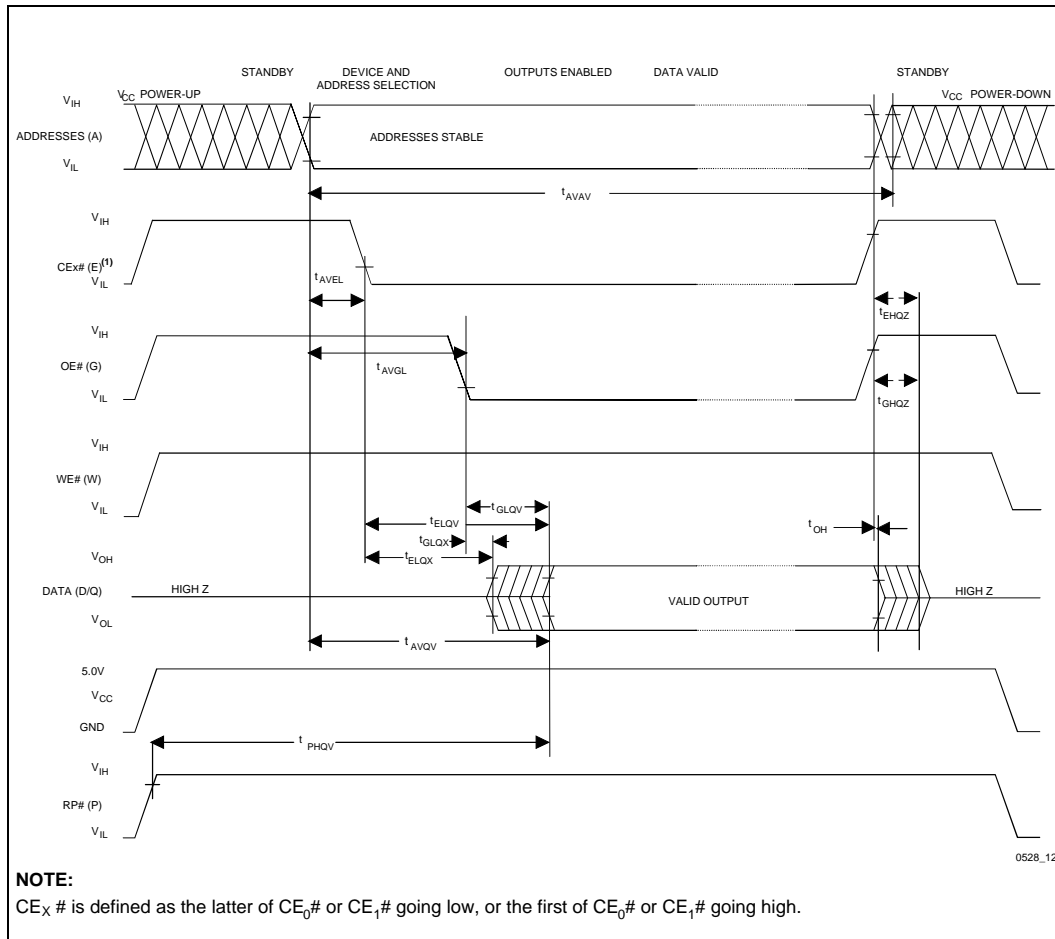 STANDBY DEVICE AND ADDRESS SELECTION OUTPUTS ENABLED DATA VALID STANDBY
VIH VCC POWER-UP VCC POWER-DOWN
ADDRESSES (A) ADDRESSES STABLE
VIL
tAVAV
VIH
CEx# (E)(1)
VIL
tAVEL
tEHQZ
VIH
OE# (G)
tAVGL
VIL
tGHQZ
VIH
WE# (W)
VIL
tGLQV
tELQV
tOH
tGLQX
VOH
tELQX
DATA (D/Q) HIGH Z VALID OUTPUT HIGH Z
VOL
tAVQV
5.0V
VCC
GND
t PHQV
VIH
RP# (P)
VIL
0528_12
NOTE:
CEX # is defined as the latter of CE0# or CE1# going low, or the first of CE0# or CE1# going high.